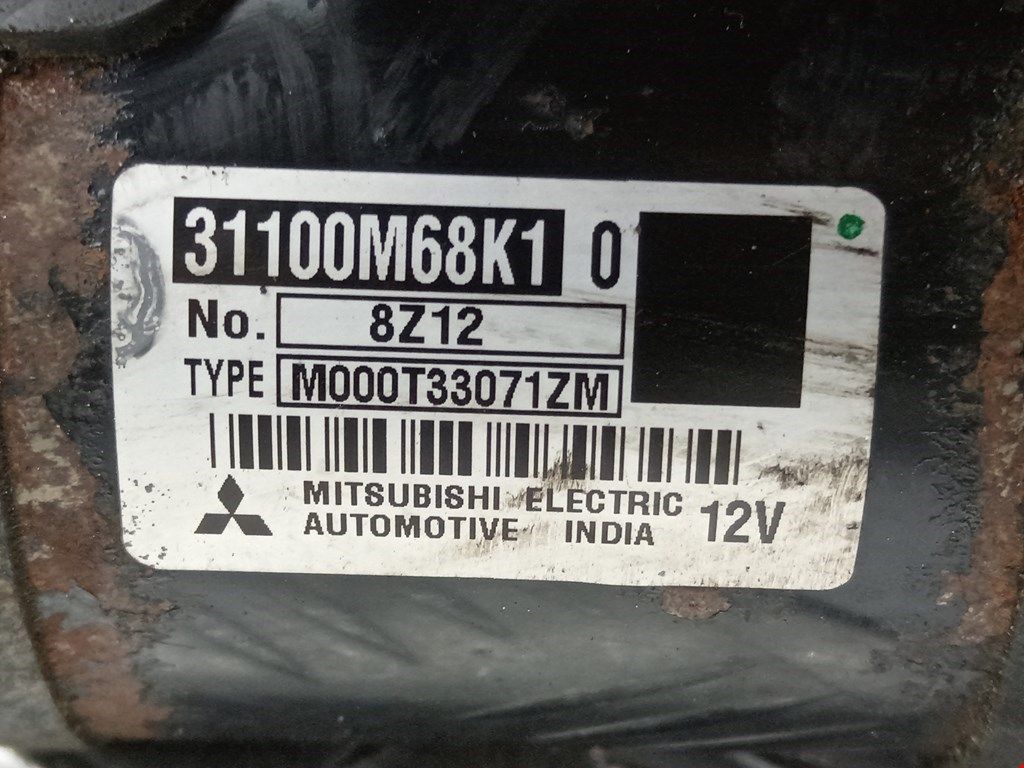 31100M68K1 0
No. 8Z12
TYPE M000T33071ZM
MITSUBISHI ELECTRIC
AUTOMOTIVE INDIA 12V